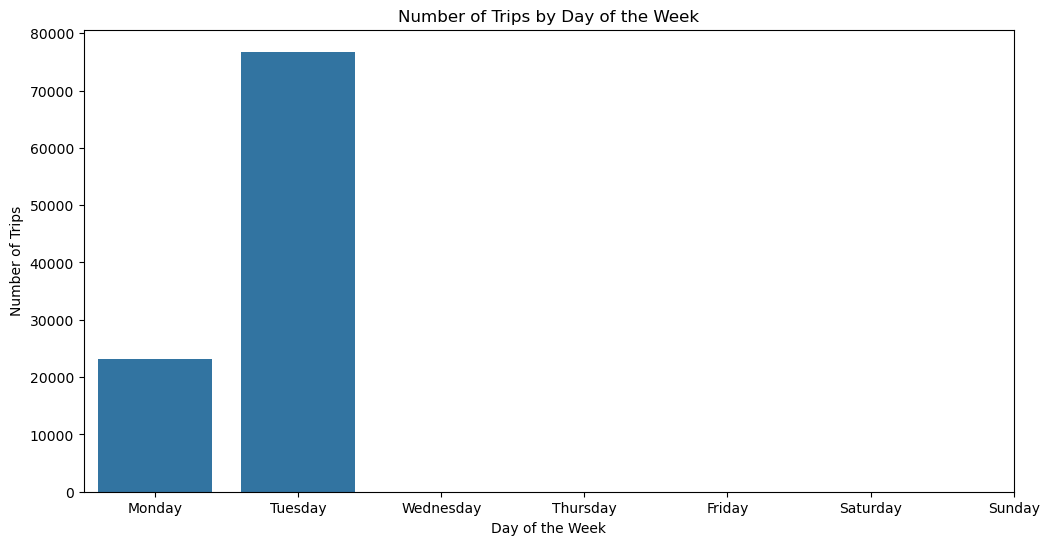 Number of Trips by Day of the Week
80000
70000
60000
50000
40000
30000
20000
10000
0
Number of Trips
Monday Tuesday Wednesday Thursday Friday Saturday Sunday
Day of the Week